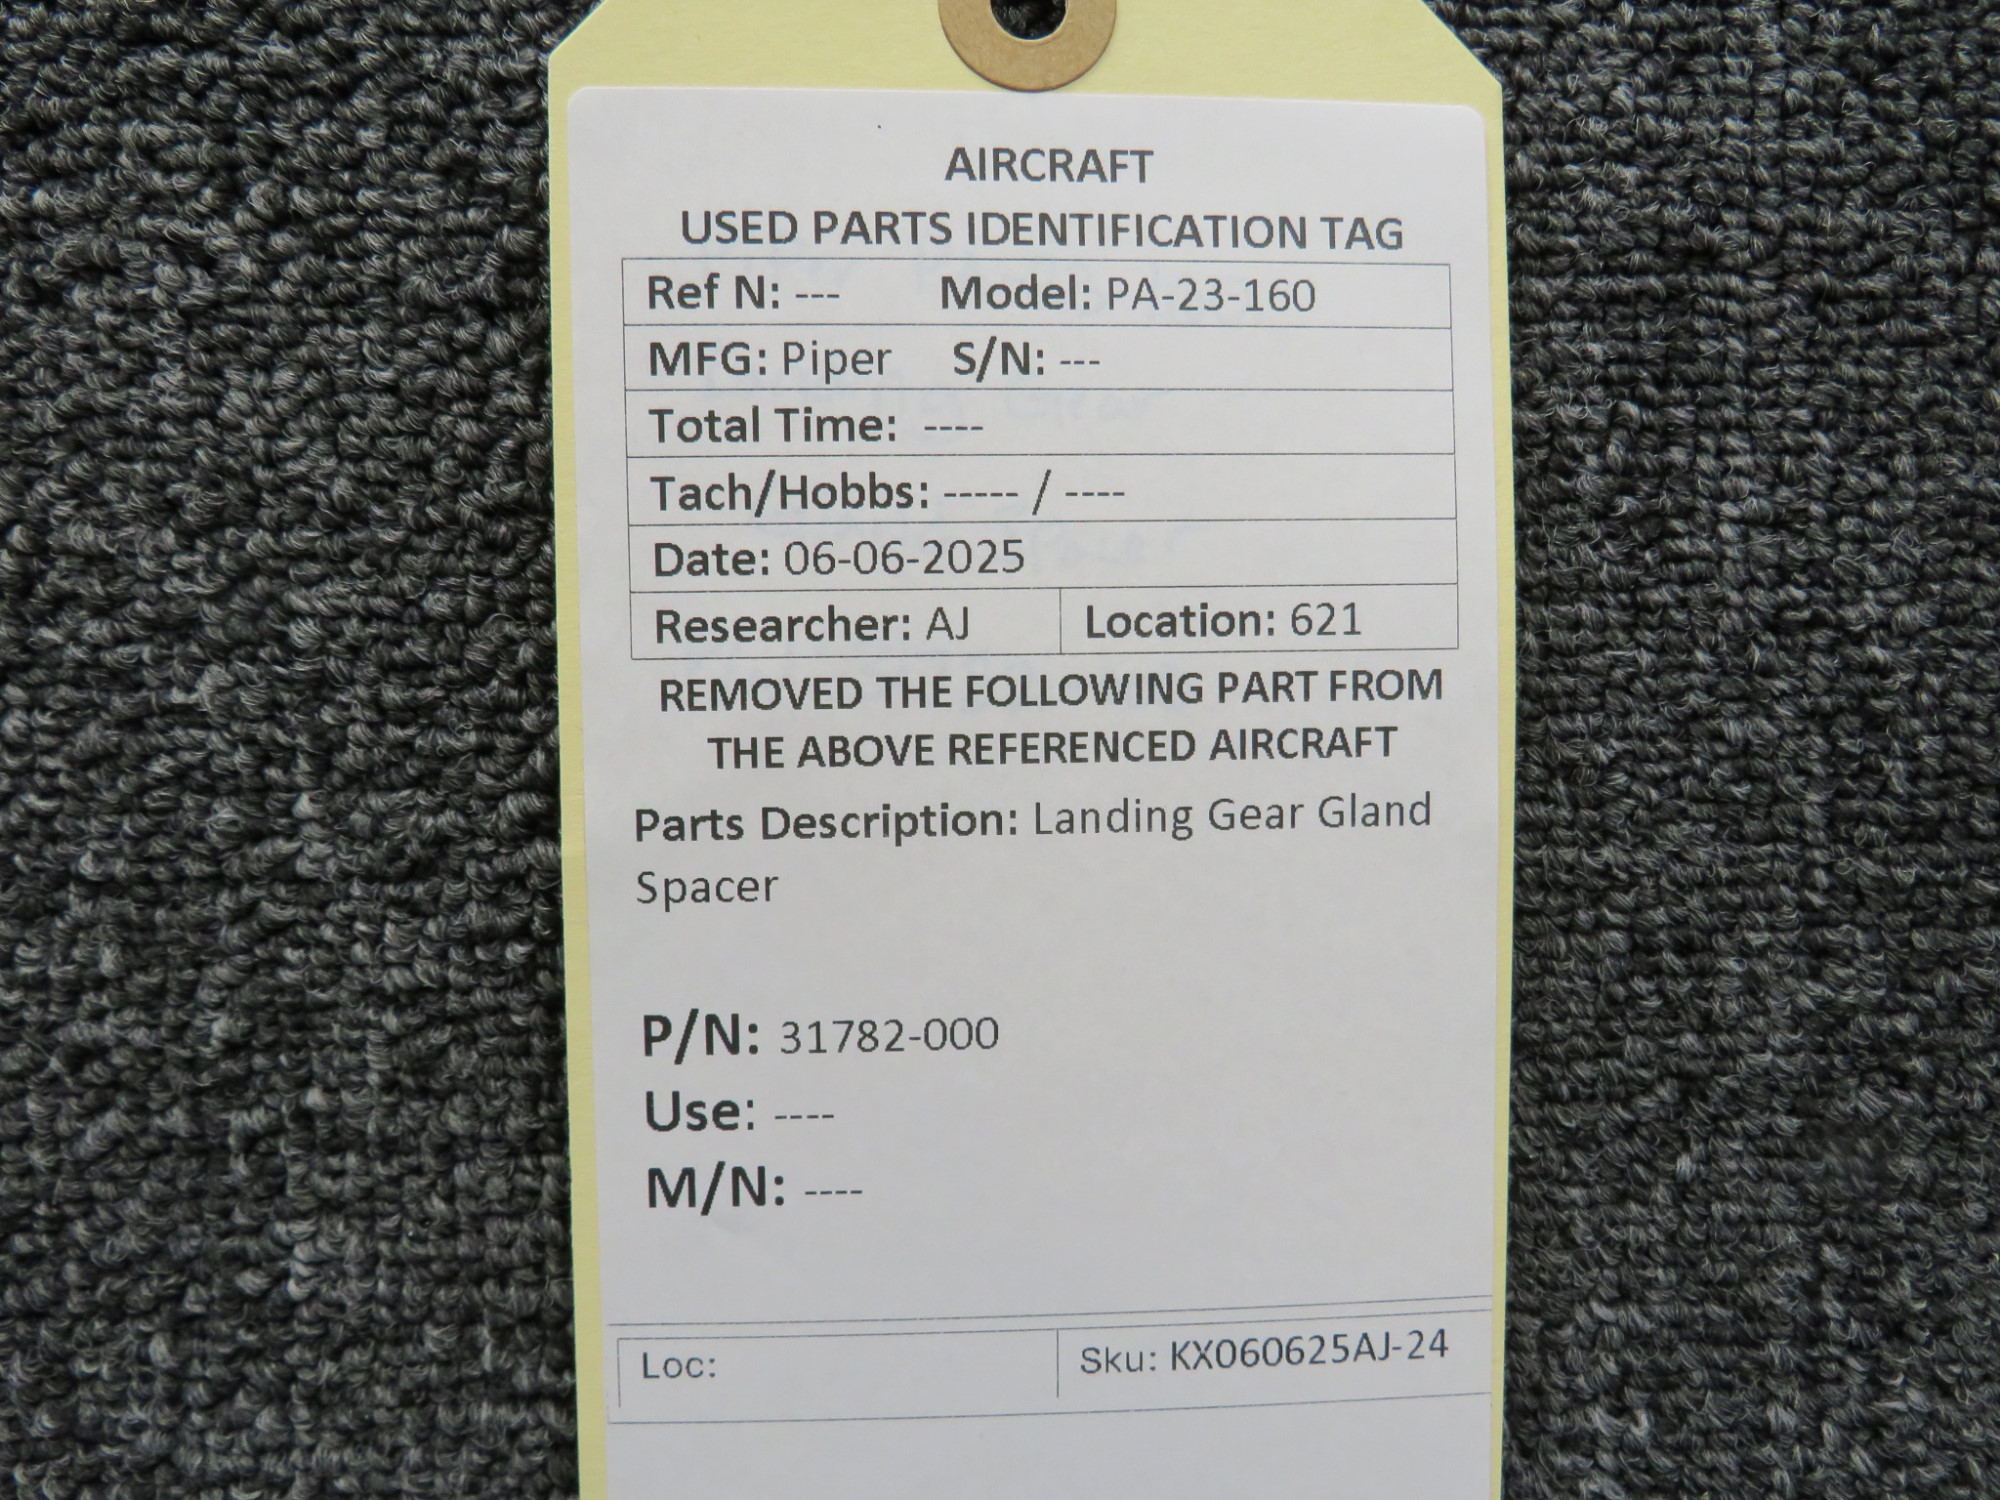 AIRCRAFT
USED PARTS IDENTIFICATION TAG
Ref N: --- Model: PA-23-160
MFG: Piper S/N: ---
Total Time: ----
Tach/Hobbs: ----- / ----
Date: 06-06-2025
Researcher: AJ Location: 621
REMOVED THE FOLLOWING PART FROM
THE ABOVE REFERENCED AIRCRAFT
Parts Description: Landing Gear Gland
Spacer
P/N: 31782-000
Use: ----
M/N: ----
Loc: Sku: KX060625AJ-24